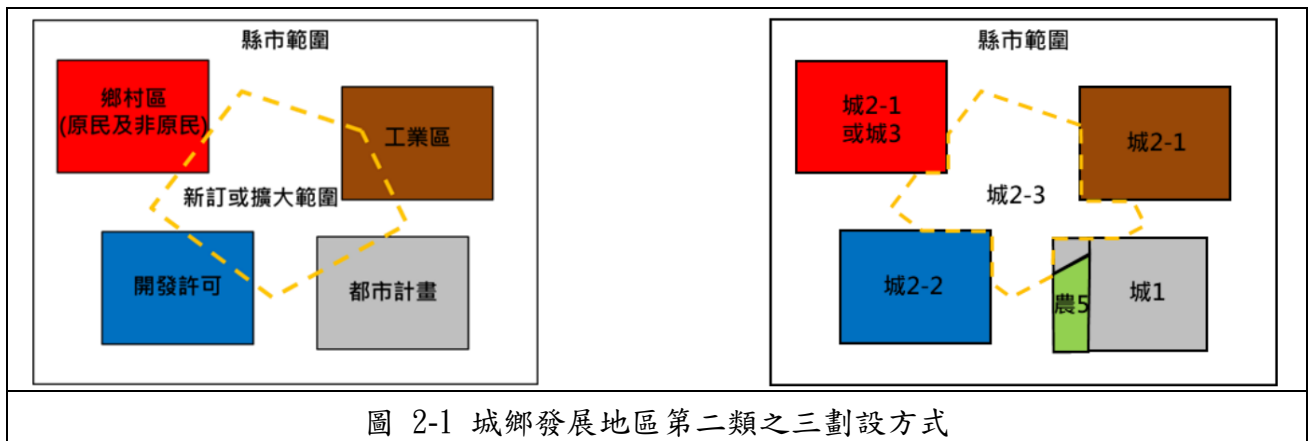 縣市範圍
鄉村區
(原民及非原民)
工業區
新訂或擴大範圍
開發許可
都市計畫
縣市範圍
城2-1
或城3
城2-1
城2-3
城2-2
農5
城1
圖 2-1 城鄉發展地區第二類之三劃設方式